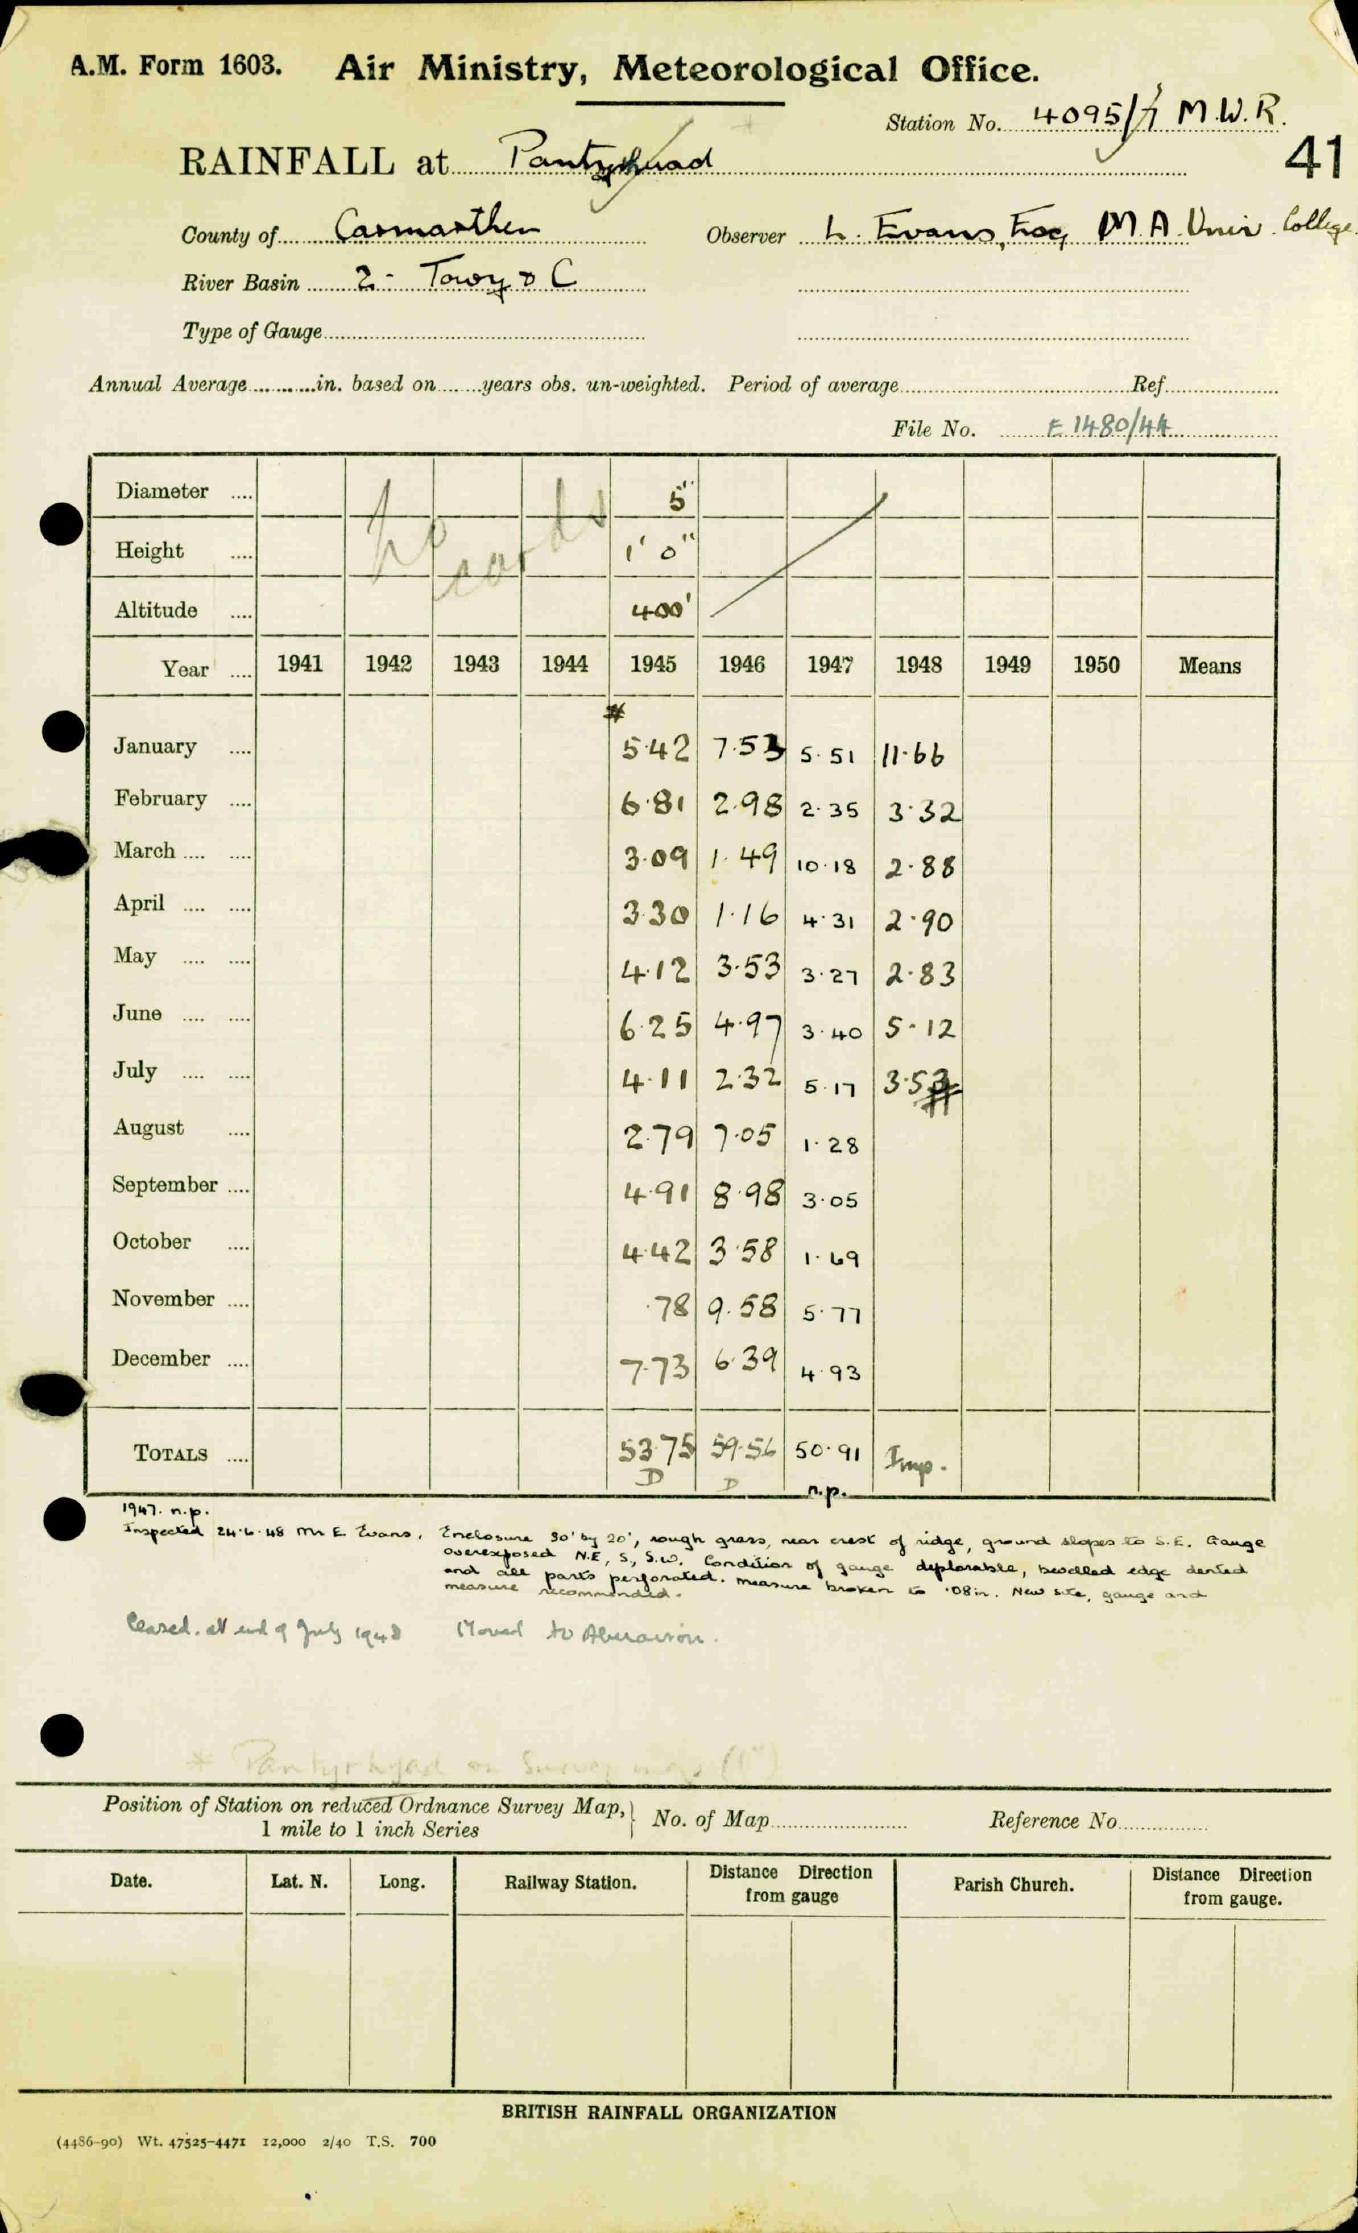 A.M. Form 1603. Air Ministry, Meteorological Office.
Station No. 4095/1 M.W.R.
41
RAINFALL at
County of Carmarthen Observer L. Evans, Esq M.A. Univ. College.
River Basin 2 - Towy & C
Type of Gauge
Annual Average in. based on years obs. un-weighted. Period of average Ref
File No. E 1480/44
Diameter 5"
Height 1' 0"
Altitude 400'
No cards
Year 1941 1942 1943 1944 1945 1946 1947 1948 1949 1950 Means
January 5.42 7.53 5.51 11.66
February 6.81 2.98 2.35 3.32
March 3.09 1.49 10.18 2.88
April 3.30 1.16 4.31 2.90
May 4.12 3.53 3.27 2.83
June 6.25 4.97 3.40 5.12
July 4.11 2.32 5.17 3.53
August 2.79 7.05 1.28
September 4.91 8.98 3.05
October 4.42 3.58 1.69
November .78 9.58 5.77
December 7.73 6.39 4.93
TOTALS 53.75 59.56 50.91 Imp.
D D n.p.
1947. n.p.
Inspected 24.6.48 Mr E. Evans, Enclosure 30' by 20', rough grass, near crest of ridge, ground slopes to S.E. Gauge
overexposed N.E, S, S.W. Condition of gauge deplorable, bevelled edge dented
and all parts perforated. Measure broken to .08in. New site, gauge and
measure recommended.
Ceased at end of July 1948 Moved to Aberaeron.
* Pantyrhyad on Survey maps (1")
Position of Station on reduced Ordnance Survey Map, 1 mile to 1 inch Series } No. of Map Reference No
Date. Lat. N. Long. Railway Station. Distance Direction from gauge Parish Church. Distance Direction from gauge.
BRITISH RAINFALL ORGANIZATION
(4486-90) Wt. 47525-4471 12,000 2/40 T.S. 700